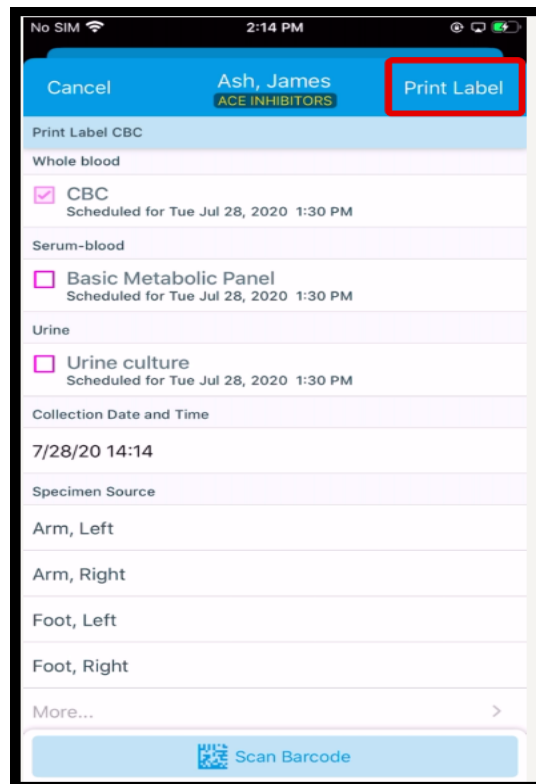 No SIM 2:14 PM
Cancel Ash, James Print Label
ACE INHIBITORS
Print Label CBC
Whole blood
CBC
Scheduled for Tue Jul 28, 2020 1:30 PM
Serum-blood
Basic Metabolic Panel
Scheduled for Tue Jul 28, 2020 1:30 PM
Urine
Urine culture
Scheduled for Tue Jul 28, 2020 1:30 PM
Collection Date and Time
7/28/20 14:14
Specimen Source
Arm, Left
Arm, Right
Foot, Left
Foot, Right
More...
Scan Barcode